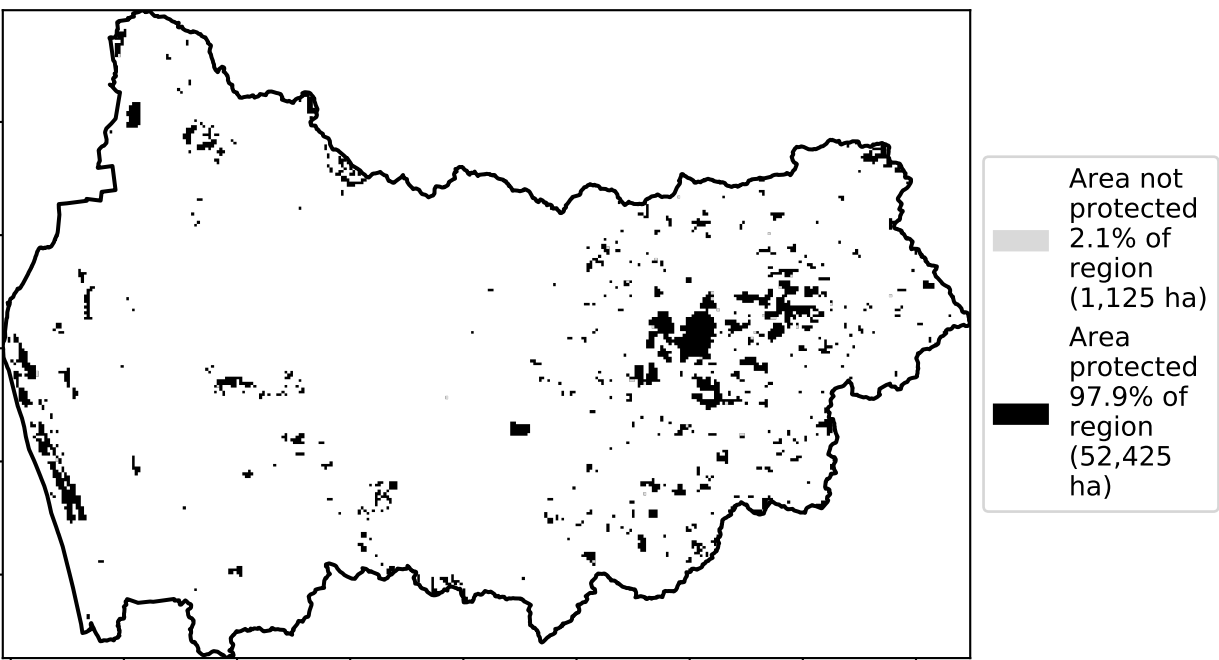 Area not
protected
2.1% of
region
(1,125 ha)
Area
protected
97.9% of
region
(52,425
ha)